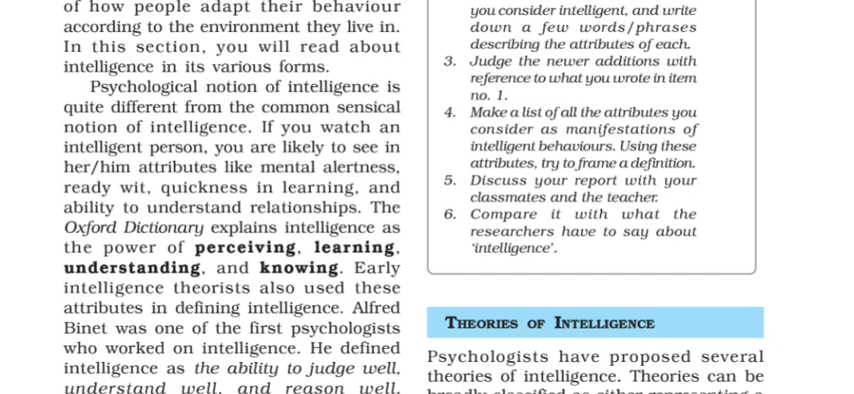 of how people adapt their behaviour
according to the environment they live in.
In this section, you will read about
intelligence in its various forms.
Psychological notion of intelligence is
quite different from the common sensical
notion of intelligence. If you watch an
intelligent person, you are likely to see in
her/him attributes like mental alertness,
ready wit, quickness in learning, and
ability to understand relationships. The
Oxford Dictionary explains intelligence as
the power of perceiving, learning,
understanding, and knowing. Early
intelligence theorists also used these
attributes in defining intelligence. Alfred
Binet was one of the first psychologists
who worked on intelligence. He defined
intelligence as the ability to judge well,
understand well, and reason well.
you consider intelligent, and write
down a few words/phrases
describing the attributes of each.
3. Judge the newer additions with
reference to what you wrote in item
no. 1.
4. Make a list of all the attributes you
consider as manifestations of
intelligent behaviours. Using these
attributes, try to frame a definition.
5. Discuss your report with your
classmates and the teacher.
6. Compare it with what the
researchers have to say about
‘intelligence’.
THEORIES OF INTELLIGENCE
Psychologists have proposed several
theories of intelligence. Theories can be
broadly classified as either representing a